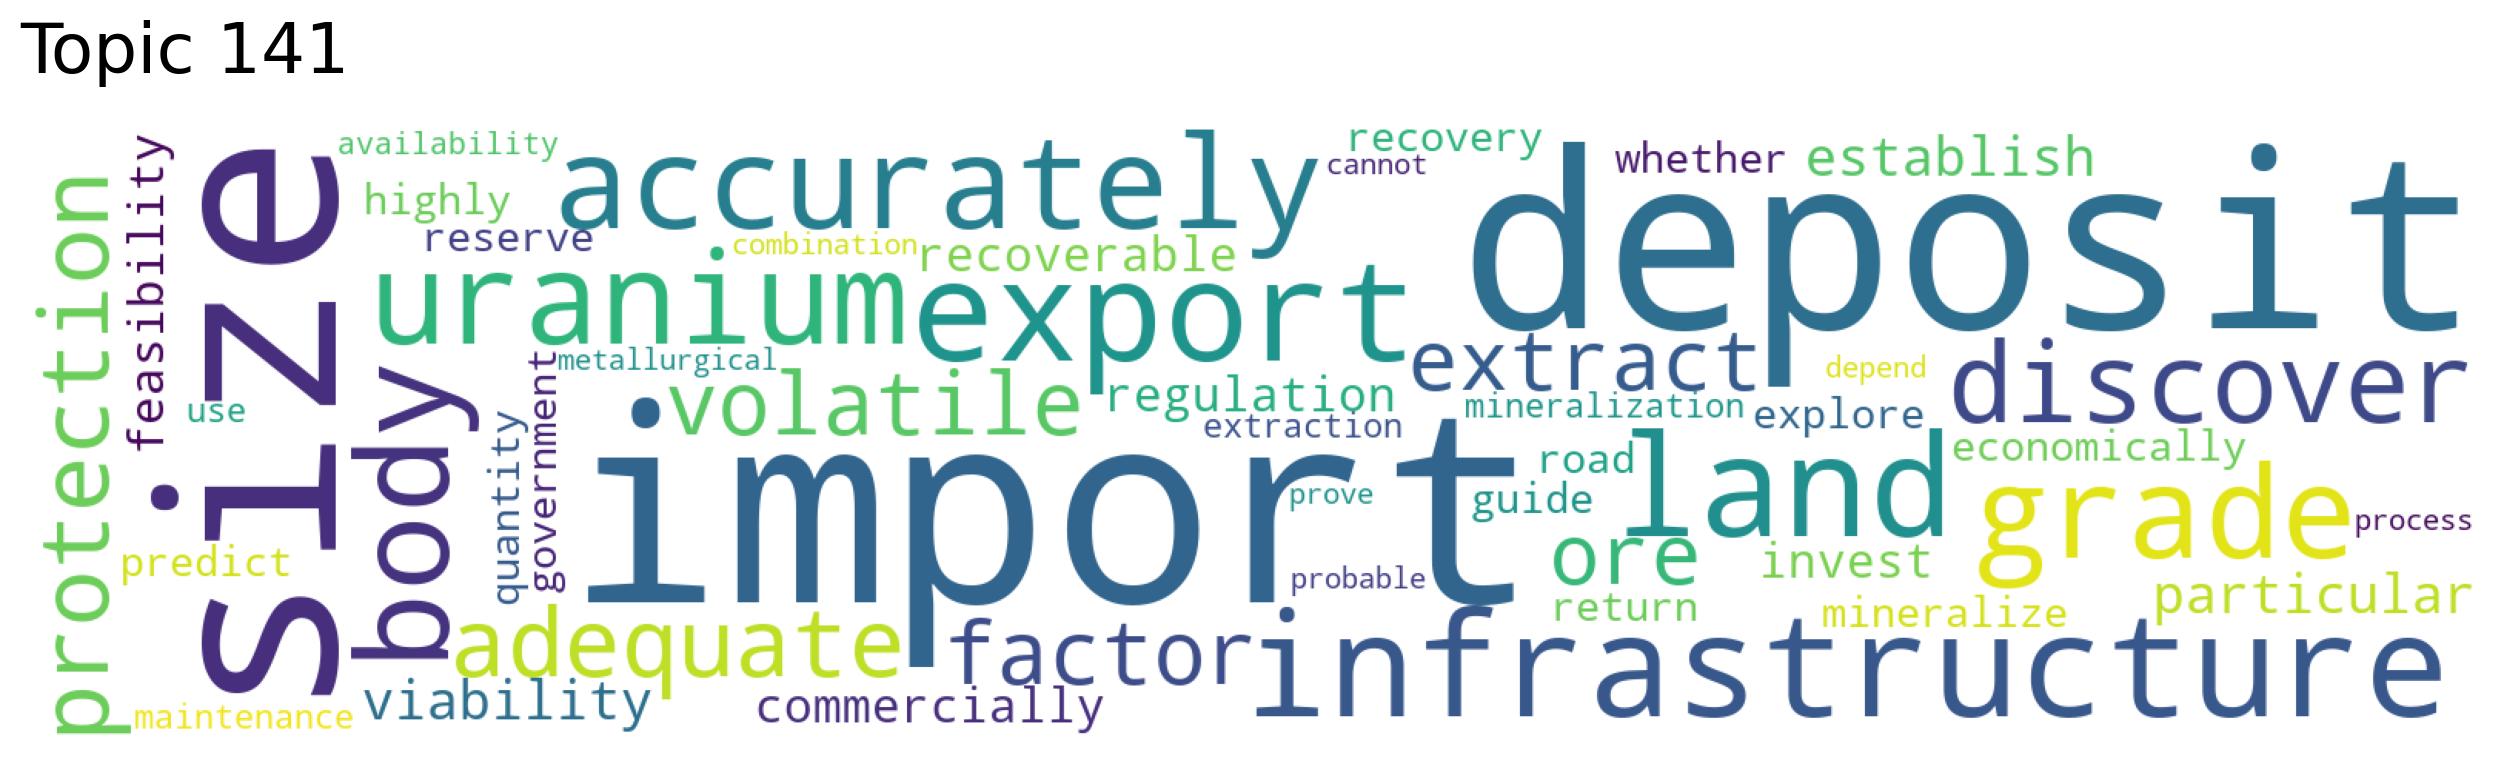 Topic 141
protection
feasibility
size
availability
highly
reserve
accurately
recovery
cannot
whether
establish
deposit
combination
recoverable
uranium
export
metallurgical
volatile
regulation
extraction
extract
depend
discover
mineralization
explore
use
body
quantity
government
import
prove
probable
road
guide
land
economically
grade
process
ore
invest
return
mineralize
particular
predict
adequate
factor
infrastructure
maintenance
viability
commercially